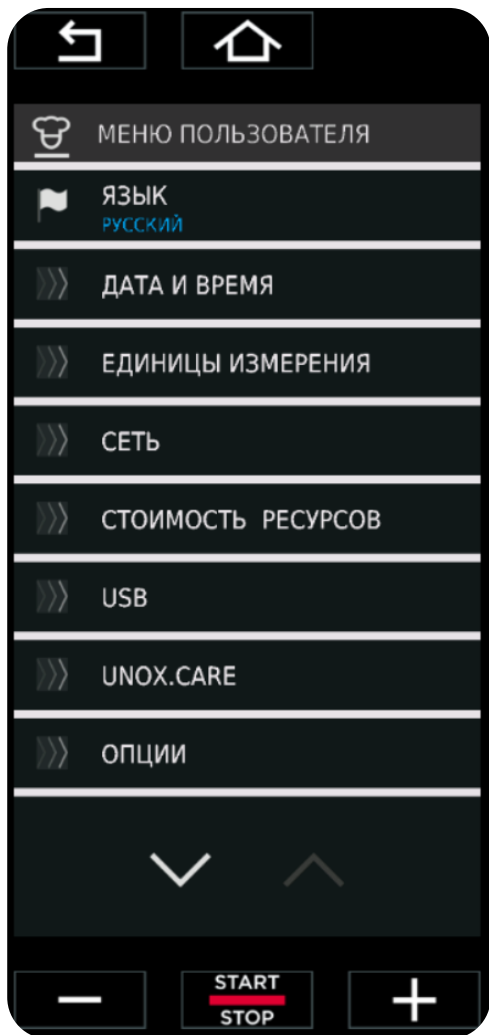 МЕНЮ ПОЛЬЗОВАТЕЛЯ
ЯЗЫК
РУССКИЙ
ДАТА И ВРЕМЯ
ЕДИНИЦЫ ИЗМЕРЕНИЯ
СЕТЬ
СТОИМОСТЬ РЕСУРСОВ
USB
UNOX.CARE
ОПЦИИ
START
STOP